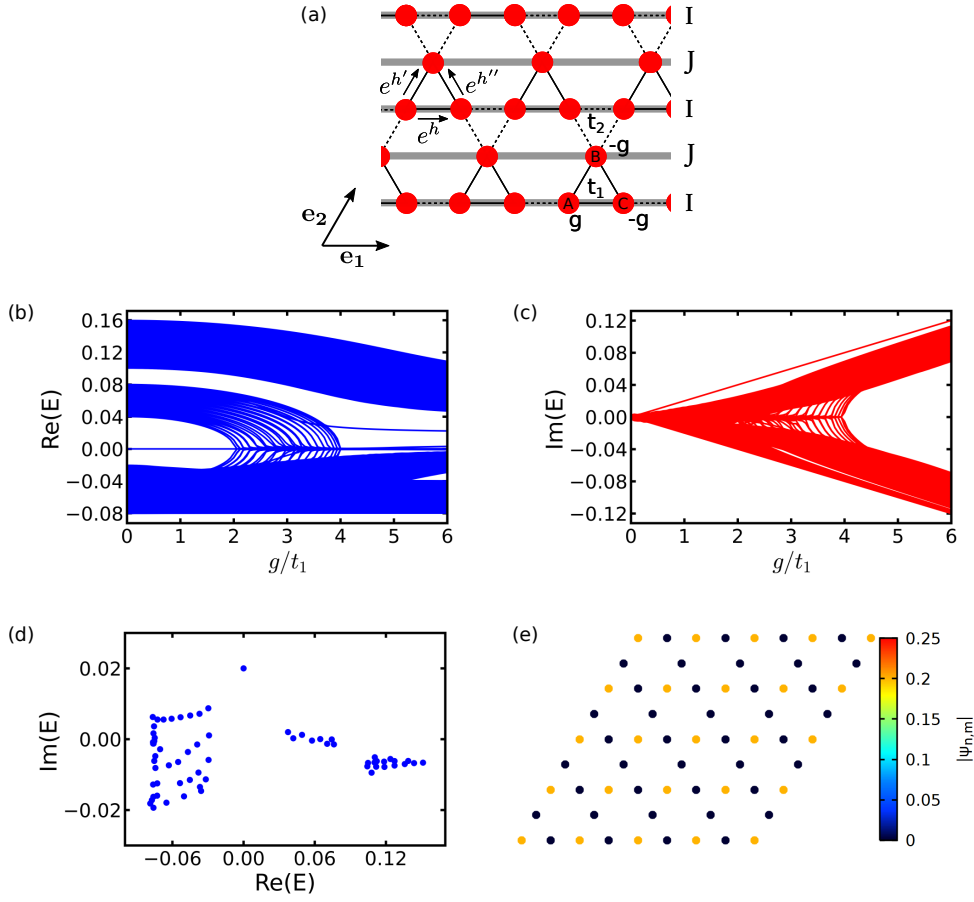 (a)
I
J
e^{h'}
e^{h''}
I
e^h
t_2
-g
B
J
t_1
A
C
I
g
-g
e_2
e_1
(b)
Re(E)
0.16
0.12
0.08
0.04
0.00
−0.04
−0.08
0 1 2 3 4 5 6
g/t_1
(c)
Im(E)
0.12
0.08
0.04
0.00
−0.04
−0.08
−0.12
0 1 2 3 4 5 6
g/t_1
(d)
Im(E)
0.02
0.00
−0.02
−0.06 0.00 0.06 0.12
Re(E)
(e)
0.25
0.2
0.15
0.1
0.05
0
|ψ_{n,m}|